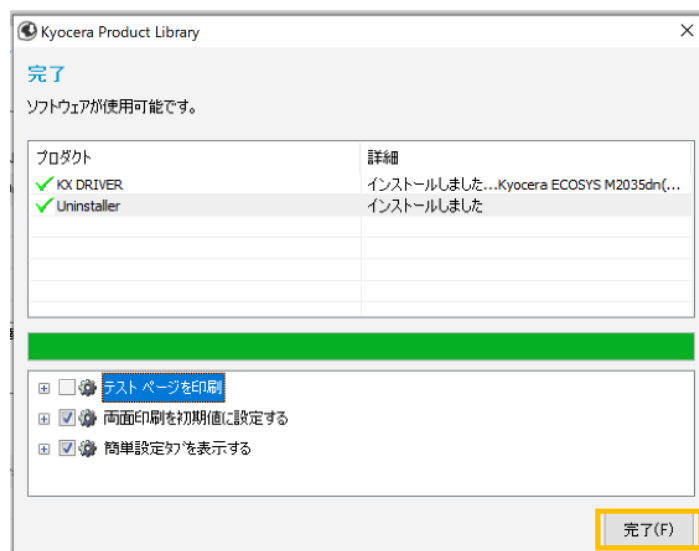 Kyocera Product Library
完了
ソフトウェアが使用可能です。
プロダクト 詳細
KX DRIVER インストールしました...Kyocera ECOSYS M2035dn(...
Uninstaller インストールしました
テスト ページを印刷
両面印刷を初期値に設定する
簡単設定タブを表示する
完了(F)